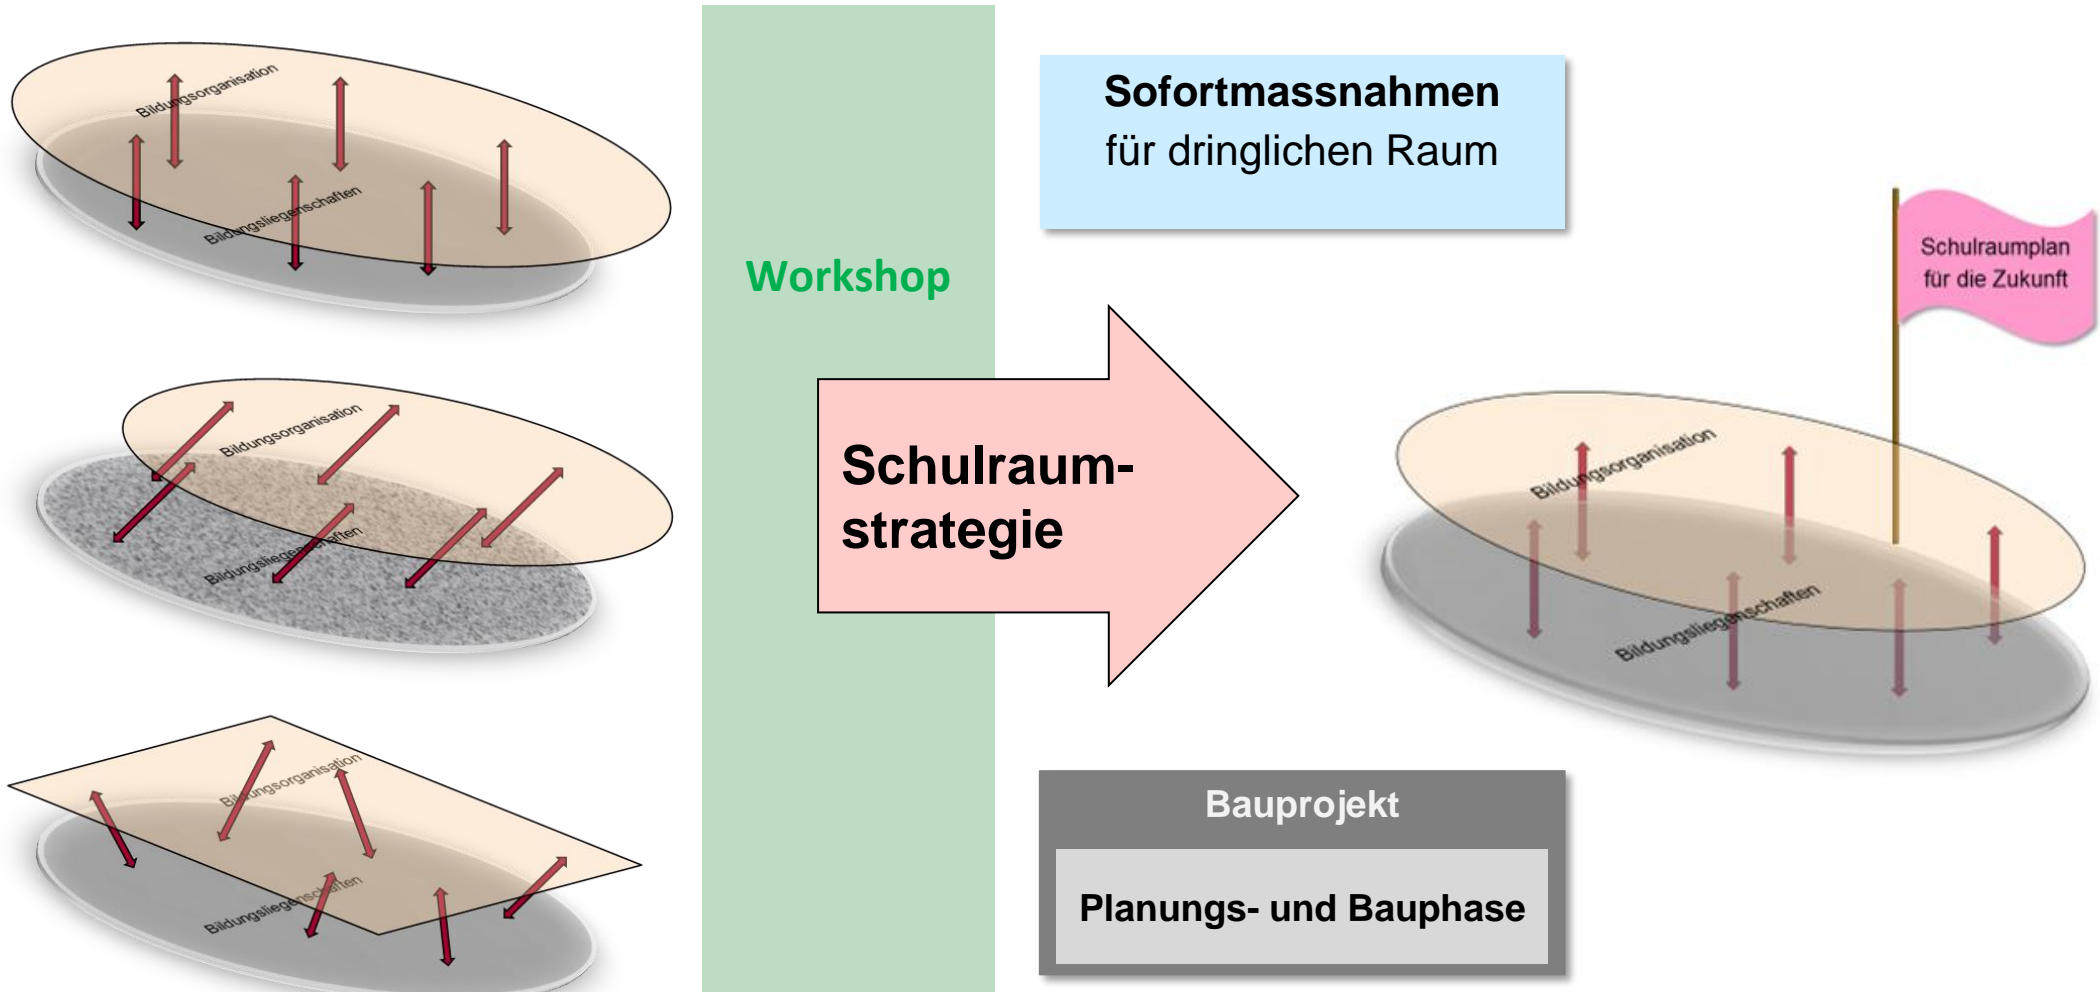 Bildungsorganisation
Bildungsliegenschaften
Bildungsorganisation
Bildungsliegenschaften
Bildungsorganisation
Bildungsliegenschaften
Workshop
Schulraum-
strategie
Sofortmassnahmen
für dringlichen Raum
Bauprojekt
Planungs- und Bauphase
Schulraumplan
für die Zukunft
Bildungsorganisation
Bildungsliegenschaften